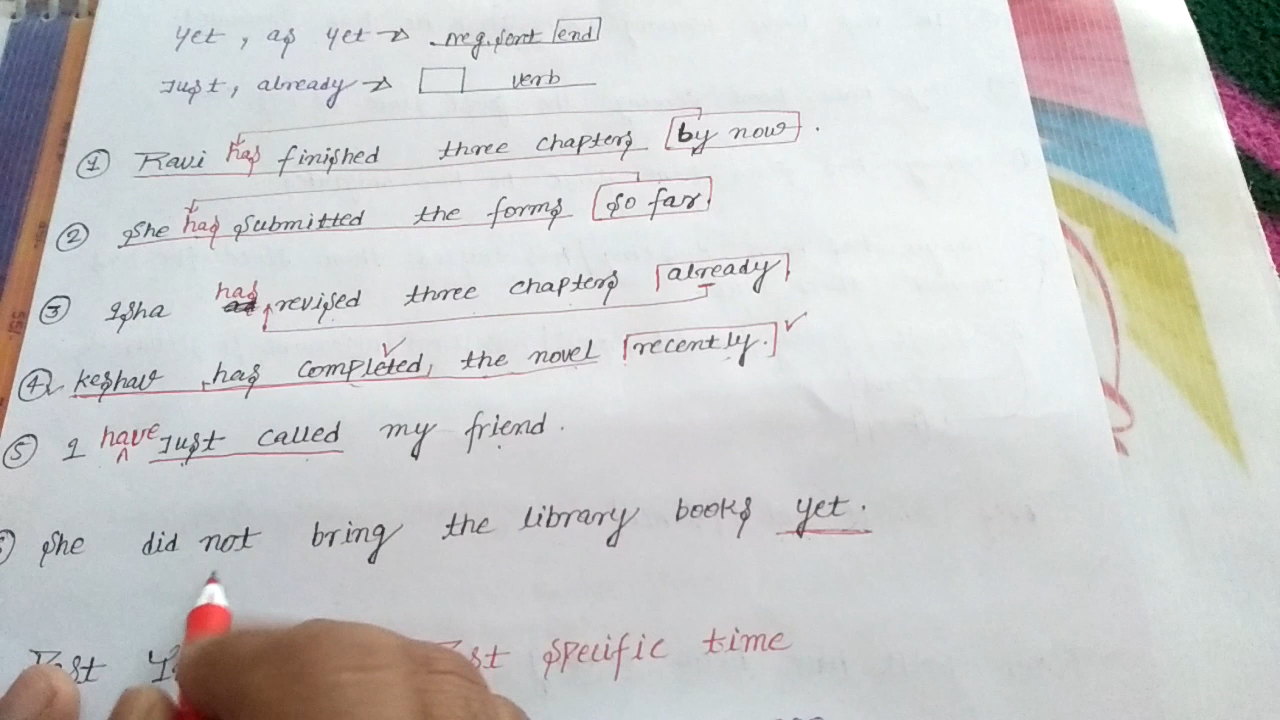 yet, as yet → neg. sent end
Just, already → verb
① Ravi has finished three chapters by now.
② She has submitted the forms so far
③ Isha has revised three chapters already
④ Keshav has completed, the novel recently.
⑤ I have Just called my friend.
She did not bring the library books yet.
specific time